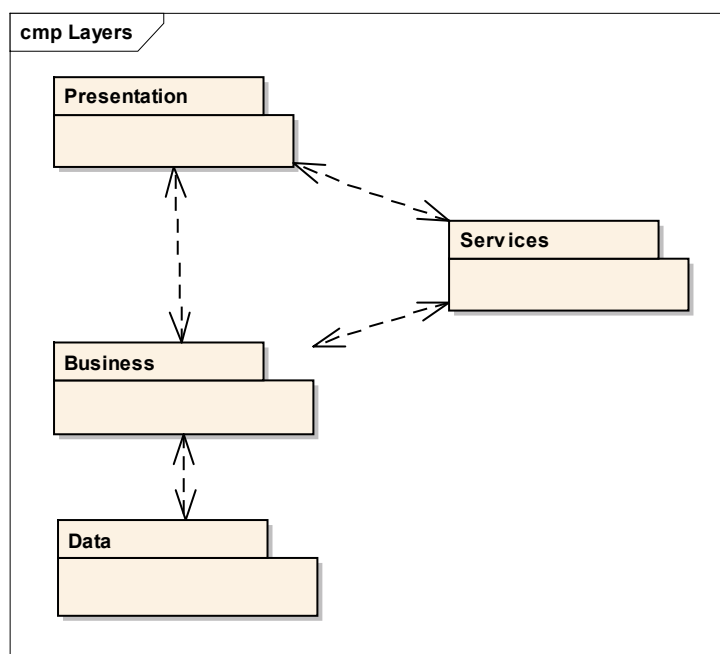 cmp Layers
Presentation
Services
Business
Data